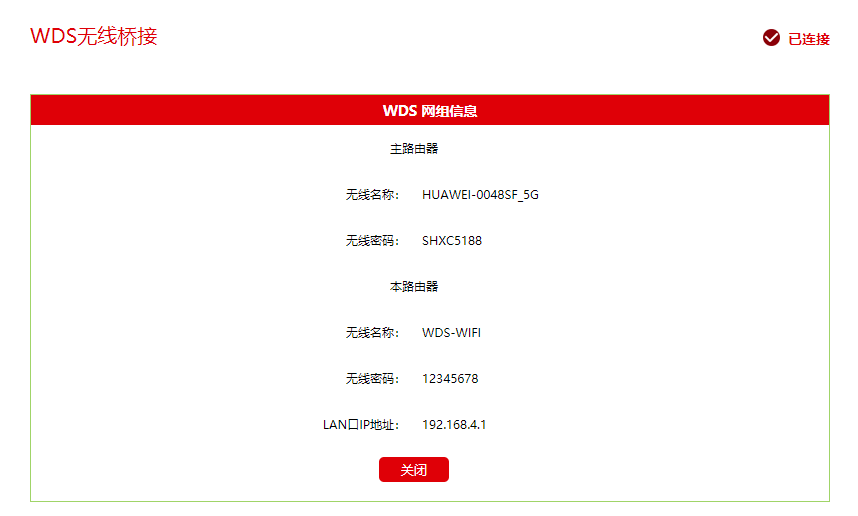 WDS无线桥接
已连接
WDS 网组信息
主路由器
无线名称： HUAWEI-0048SF_5G
无线密码： SHXC5188
本路由器
无线名称： WDS-WIFI
无线密码： 12345678
LAN口IP地址： 192.168.4.1
关闭